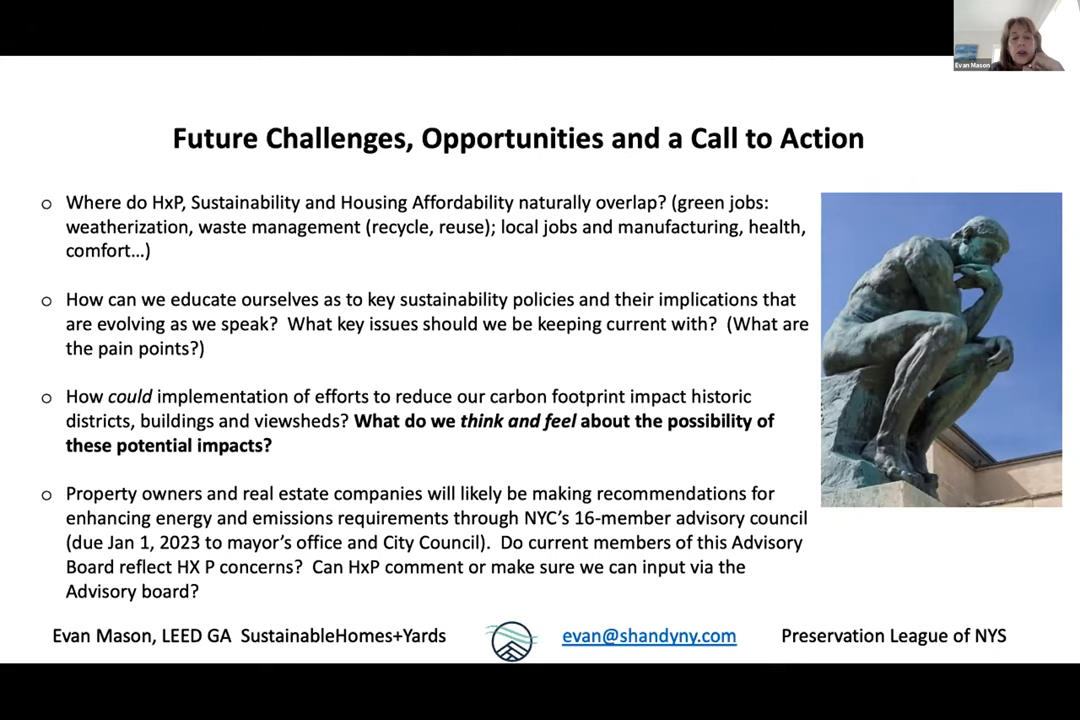 Evan Mason
Future Challenges, Opportunities and a Call to Action
o Where do HxP, Sustainability and Housing Affordability naturally overlap? (green jobs:
weatherization, waste management (recycle, reuse); local jobs and manufacturing, health,
comfort...)
o How can we educate ourselves as to key sustainability policies and their implications that
are evolving as we speak?  What key issues should we be keeping current with?  (What are
the pain points?)
o How could implementation of efforts to reduce our carbon footprint impact historic
districts, buildings and viewsheds? What do we think and feel about the possibility of
these potential impacts?
o Property owners and real estate companies will likely be making recommendations for
enhancing energy and emissions requirements through NYC's 16-member advisory council
(due Jan 1, 2023 to mayor's office and City Council).  Do current members of this Advisory
Board reflect HX P concerns?  Can HxP comment or make sure we can input via the
Advisory board?
Evan Mason, LEED GA  SustainableHomes+Yards evan@shandyny.com Preservation League of NYS